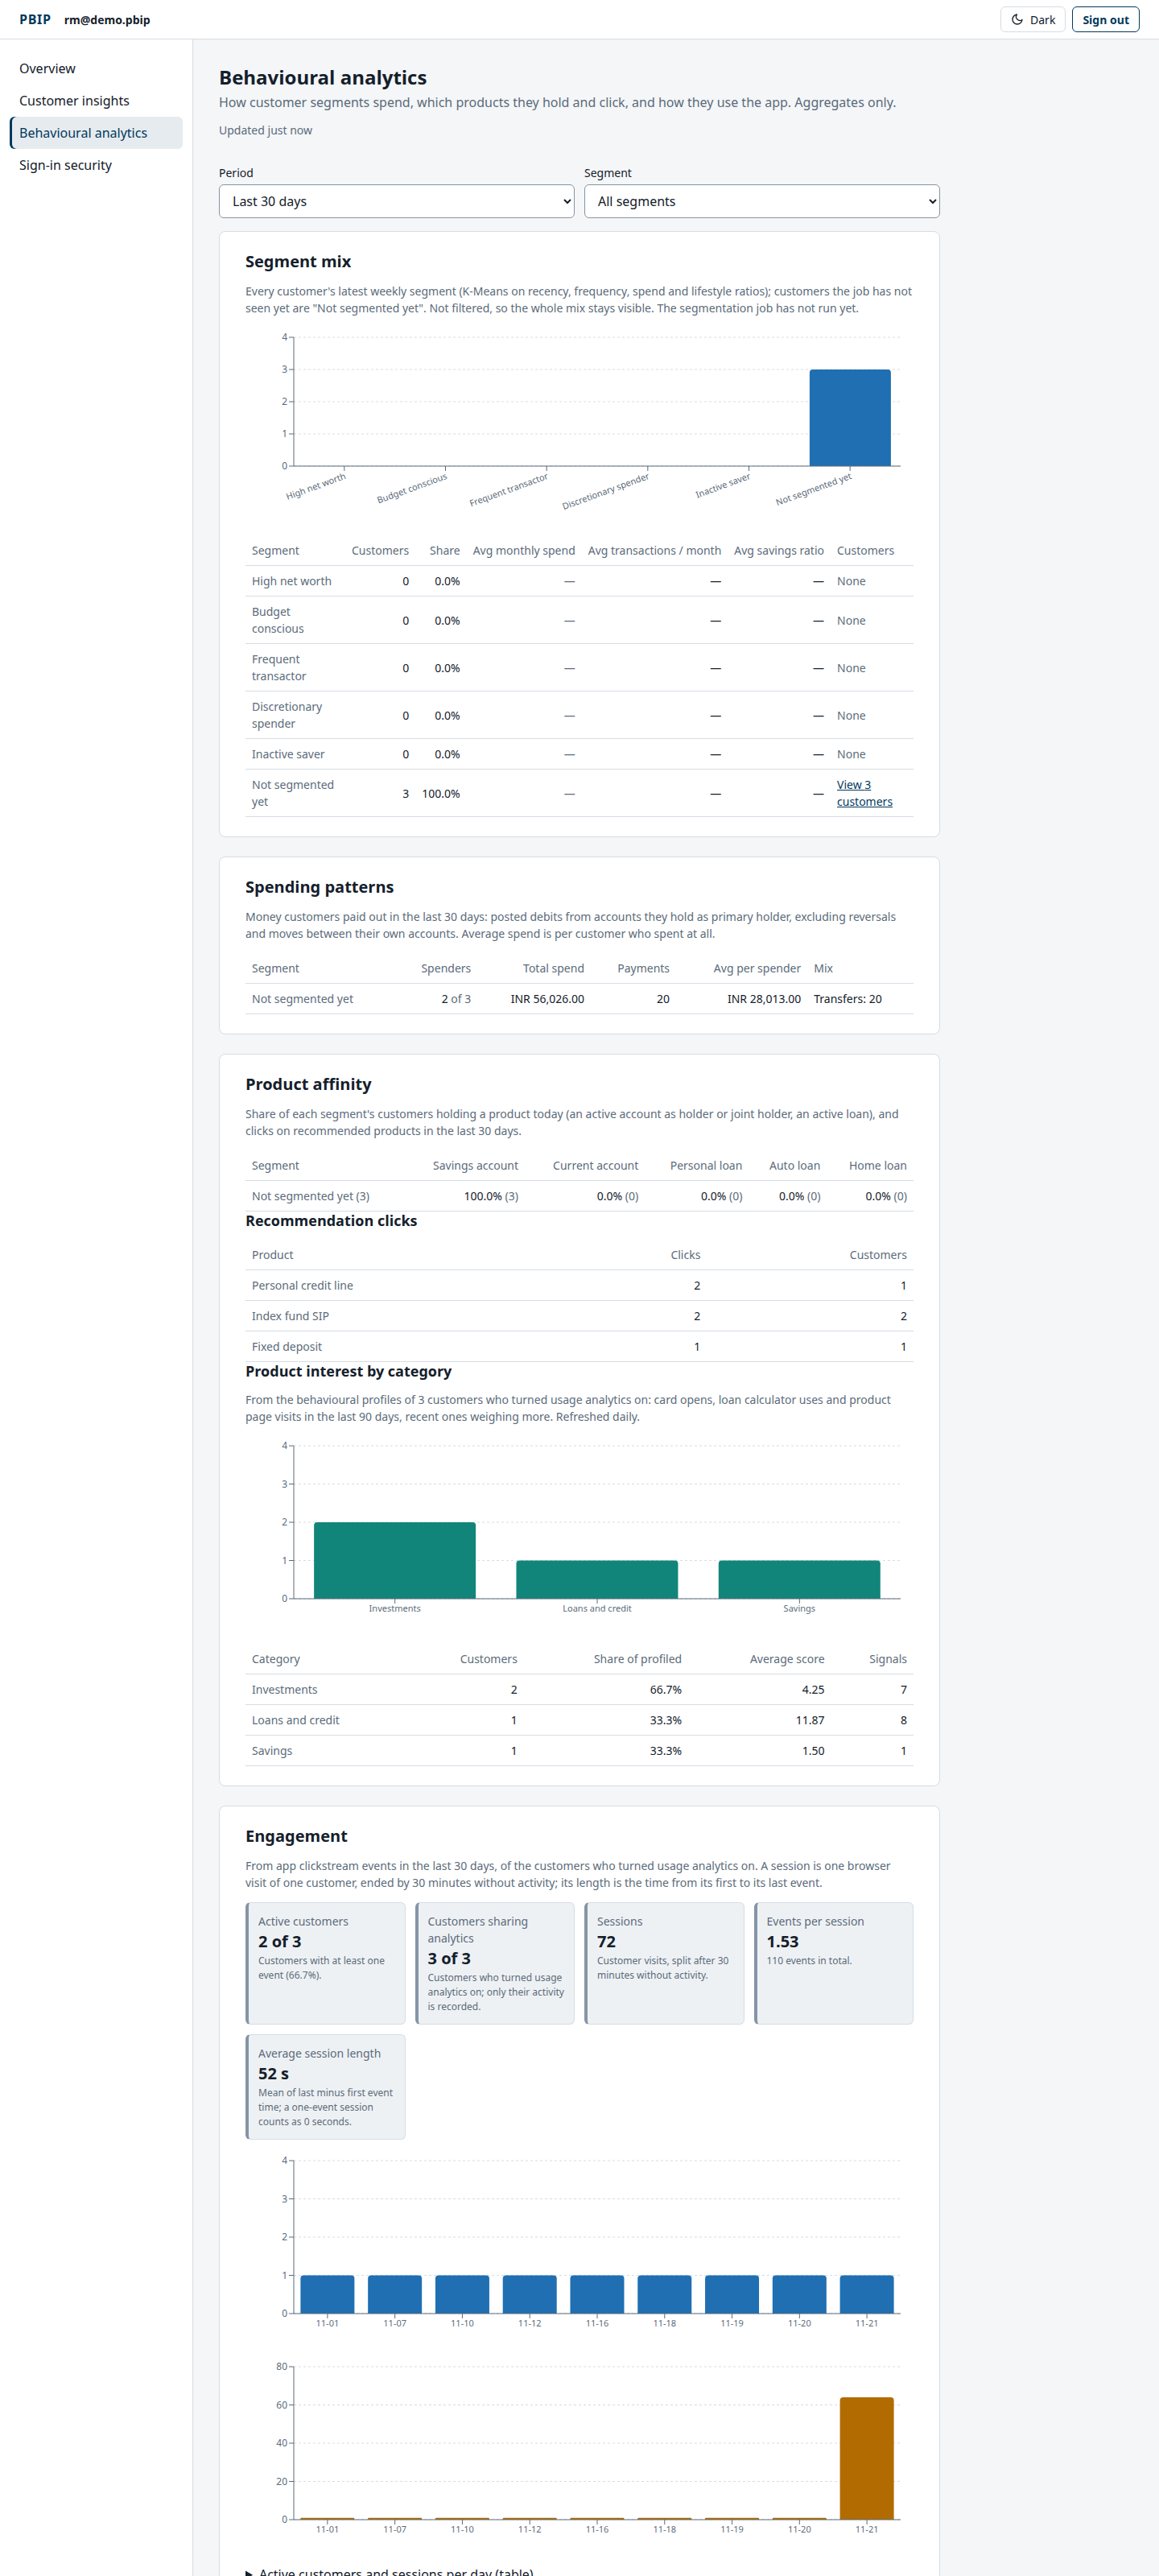 PBIP rm@demo.pbip Dark Sign out
Overview
Customer insights
Behavioural analytics
Sign-in security
Behavioural analytics
How customer segments spend, which products they hold and click, and how they use the app. Aggregates only.
Updated just now
Period Segment
Last 30 days All segments
Segment mix
Every customer's latest weekly segment (K-Means on recency, frequency, spend and lifestyle ratios); customers the job has not
seen yet are "Not segmented yet". Not filtered, so the whole mix stays visible. The segmentation job has not run yet.
4
3
2
1
0
High net worth Budget conscious Frequent transactor Discretionary spender Inactive saver Not segmented yet
Segment Customers Share Avg monthly spend Avg transactions / month Avg savings ratio Customers
High net worth 0 0.0% — — — None
Budget
conscious 0 0.0% — — — None
Frequent
transactor 0 0.0% — — — None
Discretionary
spender 0 0.0% — — — None
Inactive saver 0 0.0% — — — None
Not segmented
yet 3 100.0% — — — View 3
customers
Spending patterns
Money customers paid out in the last 30 days: posted debits from accounts they hold as primary holder, excluding reversals
and moves between their own accounts. Average spend is per customer who spent at all.
Segment Spenders Total spend Payments Avg per spender Mix
Not segmented yet 2 of 3 INR 56,026.00 20 INR 28,013.00 Transfers: 20
Product affinity
Share of each segment's customers holding a product today (an active account as holder or joint holder, an active loan), and
clicks on recommended products in the last 30 days.
Segment Savings account Current account Personal loan Auto loan Home loan
Not segmented yet (3) 100.0% (3) 0.0% (0) 0.0% (0) 0.0% (0) 0.0% (0)
Recommendation clicks
Product Clicks Customers
Personal credit line 2 1
Index fund SIP 2 2
Fixed deposit 1 1
Product interest by category
From the behavioural profiles of 3 customers who turned usage analytics on: card opens, loan calculator uses and product
page visits in the last 90 days, recent ones weighing more. Refreshed daily.
4
3
2
1
0
Investments Loans and credit Savings
Category Customers Share of profiled Average score Signals
Investments 2 66.7% 4.25 7
Loans and credit 1 33.3% 11.87 8
Savings 1 33.3% 1.50 1
Engagement
From app clickstream events in the last 30 days, of the customers who turned usage analytics on. A session is one browser
visit of one customer, ended by 30 minutes without activity; its length is the time from its first to its last event.
Active customers
2 of 3
Customers with at least one
event (66.7%).
Customers sharing
analytics
3 of 3
Customers who turned usage
analytics on; only their activity
is recorded.
Sessions
72
Customer visits, split after 30
minutes without activity.
Events per session
1.53
110 events in total.
Average session length
52 s
Mean of last minus first event
time; a one-event session
counts as 0 seconds.
4
3
2
1
0
11-01 11-07 11-10 11-12 11-16 11-18 11-19 11-20 11-21
80
60
40
20
0
11-01 11-07 11-10 11-12 11-16 11-18 11-19 11-20 11-21
Active customers and sessions per day (table)